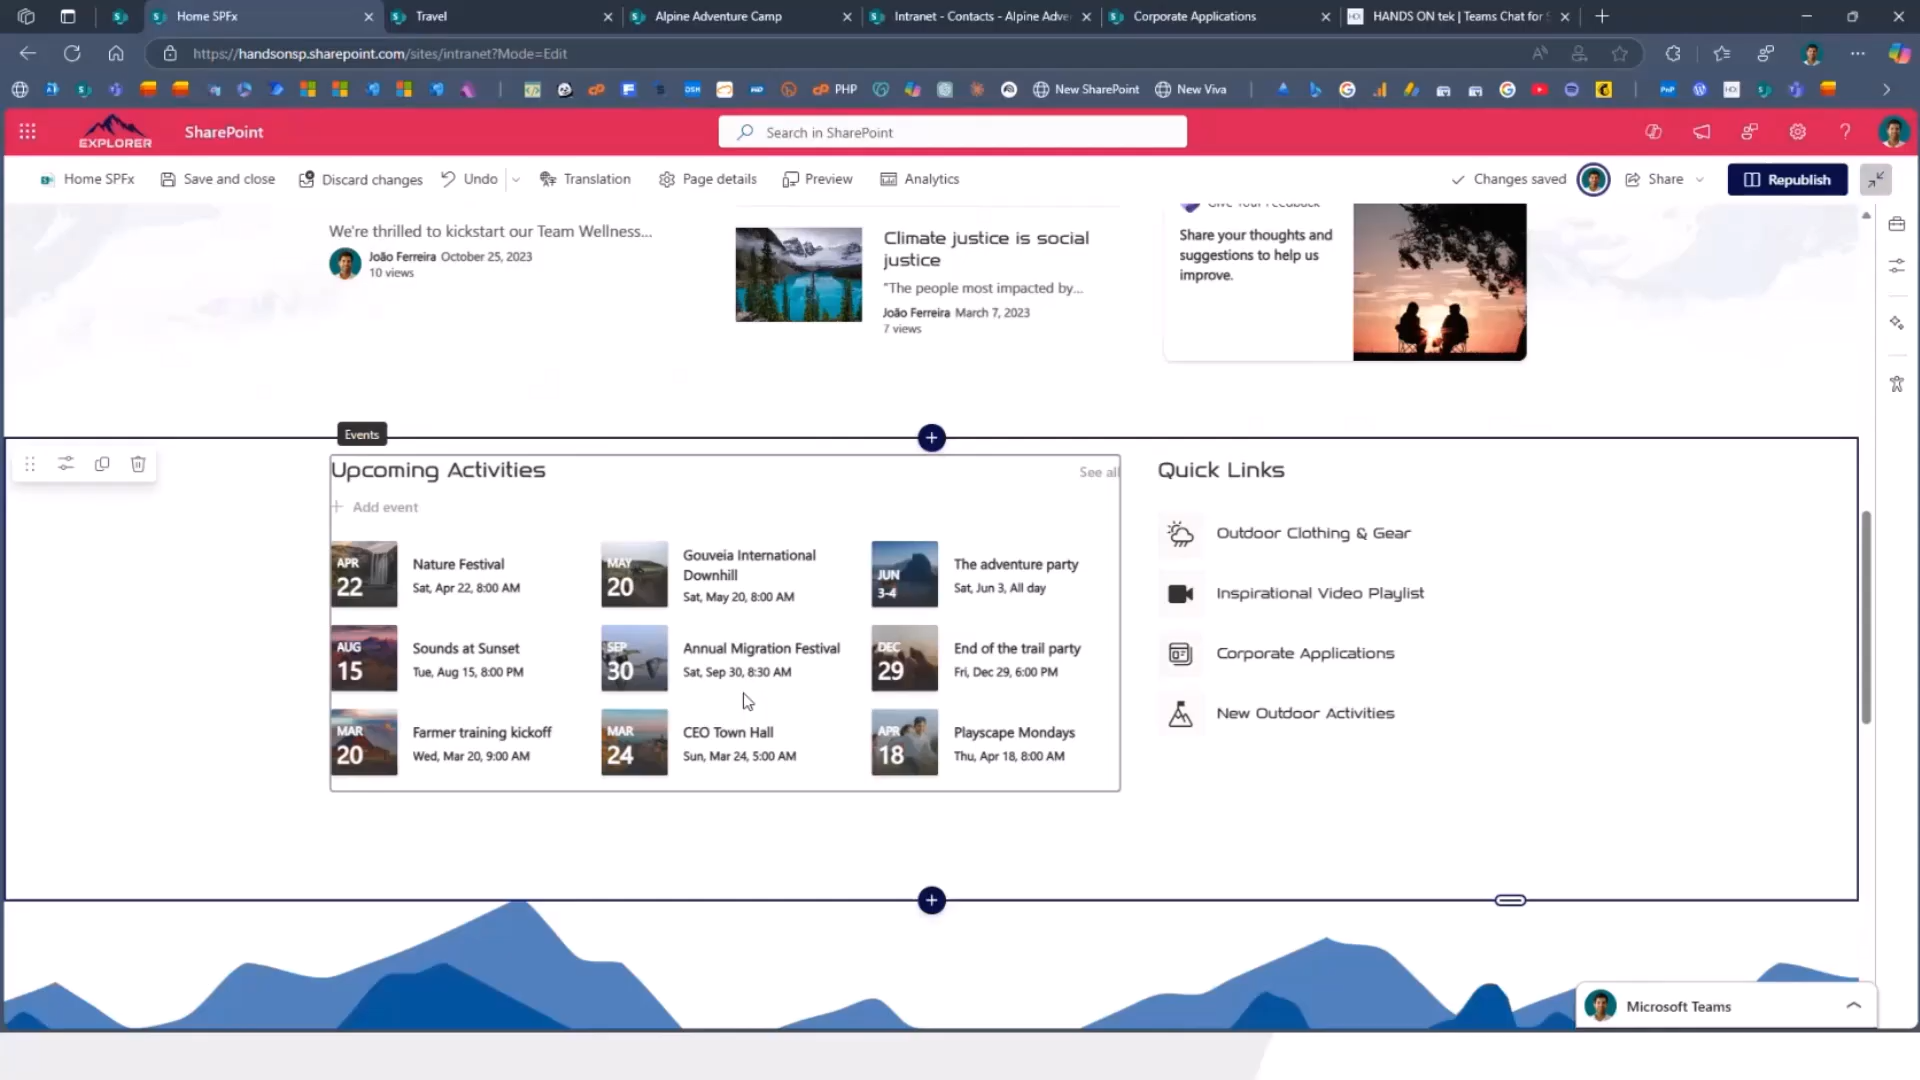 Home SPFx
Travel
Alpine Adventure Camp
Intranet - Contacts - Alpine Adve
Corporate Applications
HANDS ON tek | Teams Chat for
https://handsonsp.sharepoint.com/sites/intranet?Mode=Edit
PHP
New SharePoint
New Viva
EXPLORER
SharePoint
Search in SharePoint
Home SPFx
Save and close
Discard changes
Undo
Translation
Page details
Preview
Analytics
Changes saved
Share
Republish
We're thrilled to kickstart our Team Wellness...
João Ferreira October 25, 2023
10 views
Climate justice is social
justice
"The people most impacted by...
João Ferreira March 7, 2023
7 views
Give Your Feedback
Share your thoughts and
suggestions to help us
improve.
Events
Upcoming Activities
See all
+ Add event
APR
22
Nature Festival
Sat, Apr 22, 8:00 AM
MAY
20
Gouveia International
Downhill
Sat, May 20, 8:00 AM
JUN
3-4
The adventure party
Sat, Jun 3, All day
AUG
15
Sounds at Sunset
Tue, Aug 15, 8:00 PM
SEP
30
Annual Migration Festival
Sat, Sep 30, 8:30 AM
DEC
29
End of the trail party
Fri, Dec 29, 6:00 PM
MAR
20
Farmer training kickoff
Wed, Mar 20, 9:00 AM
MAR
24
CEO Town Hall
Sun, Mar 24, 5:00 AM
APR
18
Playscape Mondays
Thu, Apr 18, 8:00 AM
Quick Links
Outdoor Clothing & Gear
Inspirational Video Playlist
Corporate Applications
New Outdoor Activities
Microsoft Teams